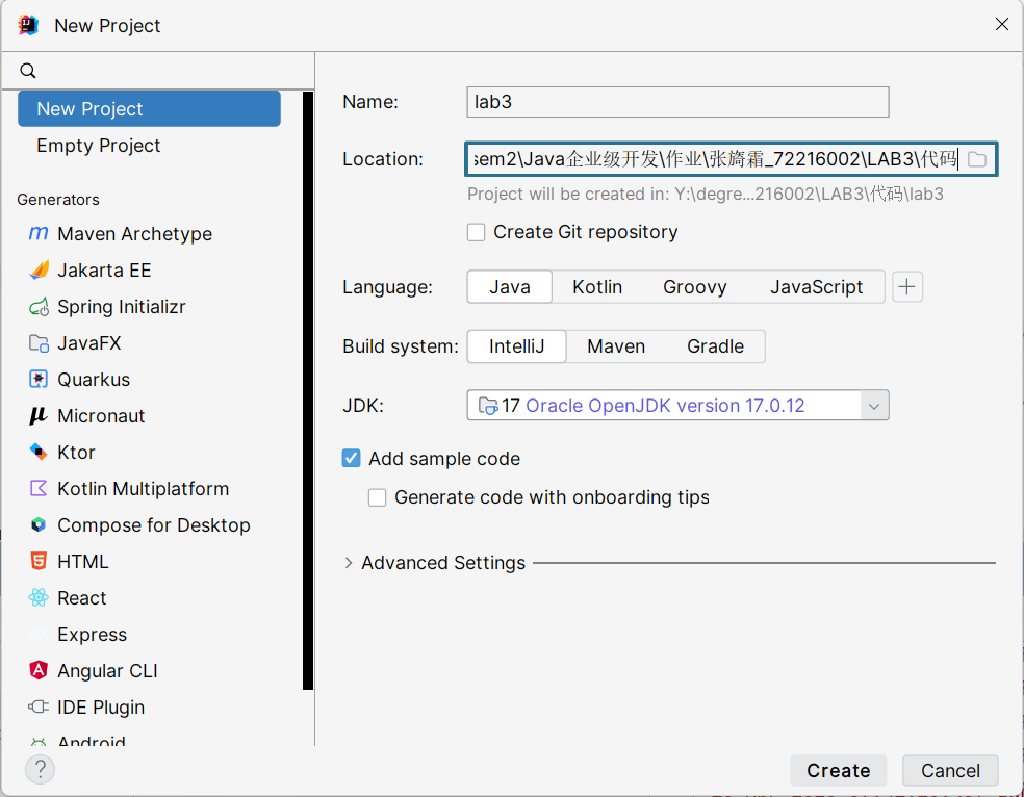 New Project
New Project
Empty Project
Generators
Maven Archetype
Jakarta EE
Spring Initializr
JavaFX
Quarkus
Micronaut
Ktor
Kotlin Multiplatform
Compose for Desktop
HTML
React
Express
Angular CLI
IDE Plugin
Android
?
Name: lab3
Location: sem2\Java企业级开发\作业\张旖霜_72216002\LAB3\代码
Project will be created in: Y:\degre...216002\LAB3\代码\lab3
Create Git repository
Language: Java Kotlin Groovy JavaScript
Build system: IntelliJ Maven Gradle
JDK: 17 Oracle OpenJDK version 17.0.12
Add sample code
Generate code with onboarding tips
Advanced Settings
Create Cancel